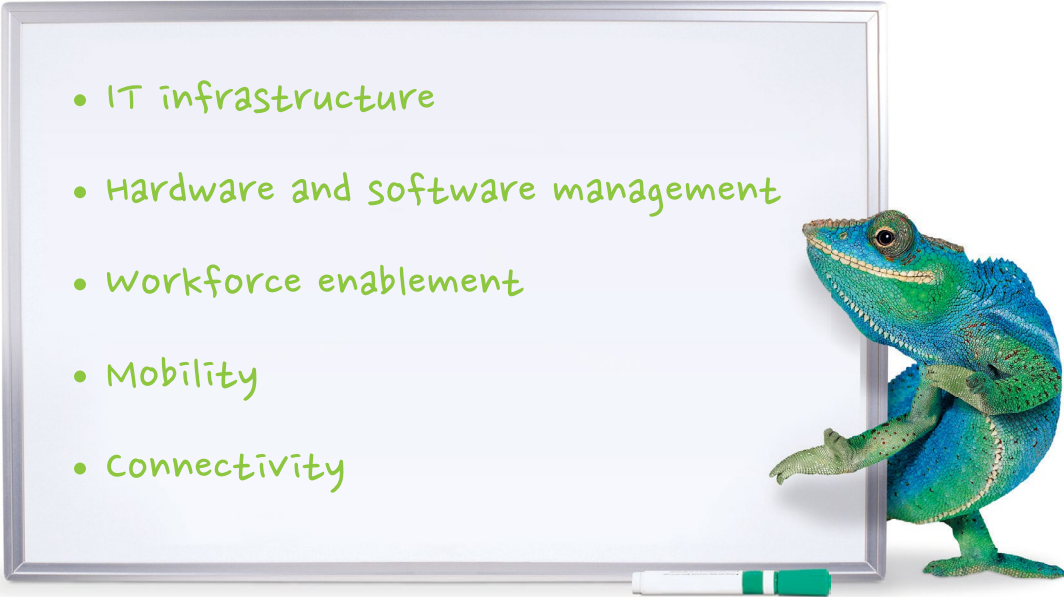 • IT infrastructure
• Hardware and software management
• Workforce enablement
• Mobility
• Connectivity